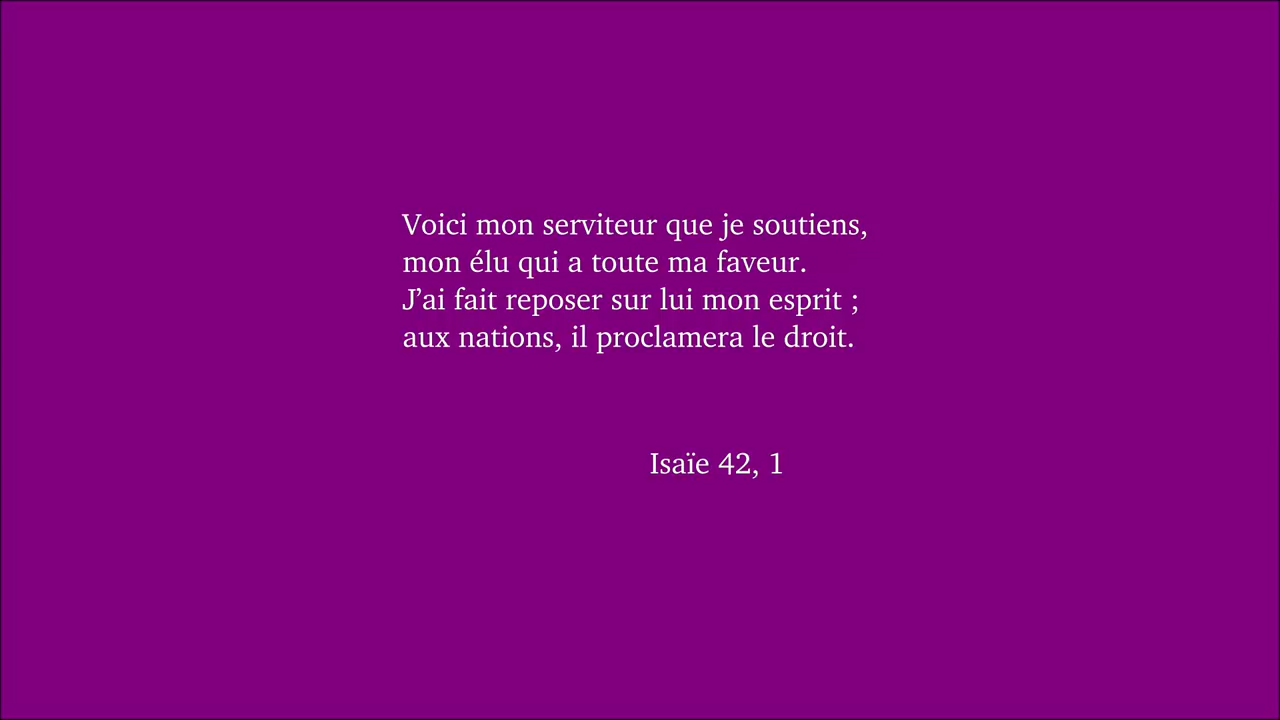 Voici mon serviteur que je soutiens,
mon élu qui a toute ma faveur.
J’ai fait reposer sur lui mon esprit ;
aux nations, il proclamera le droit.
Isaïe 42, 1